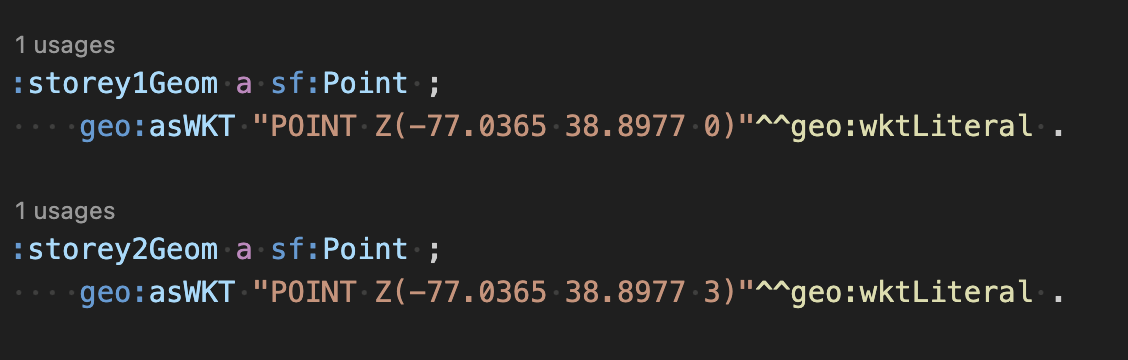 1 usages
:storey1Geom a sf:Point ;
    geo:asWKT "POINT Z(-77.0365 38.8977 0)"^^geo:wktLiteral .
1 usages
:storey2Geom a sf:Point ;
    geo:asWKT "POINT Z(-77.0365 38.8977 3)"^^geo:wktLiteral .